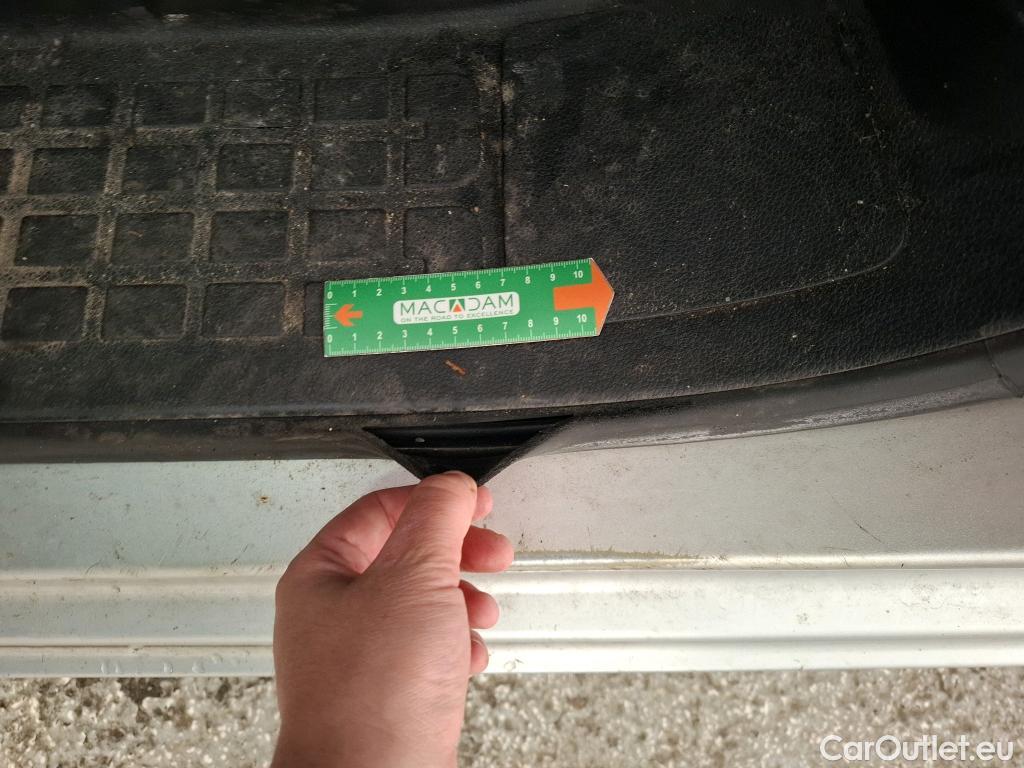 0 1 2 3 4 5 6 7 8 9 10
MACADAM
ON THE ROAD TO EXCELLENCE
0 1 2 3 4 5 6 7 8 9 10
CarOutlet.eu